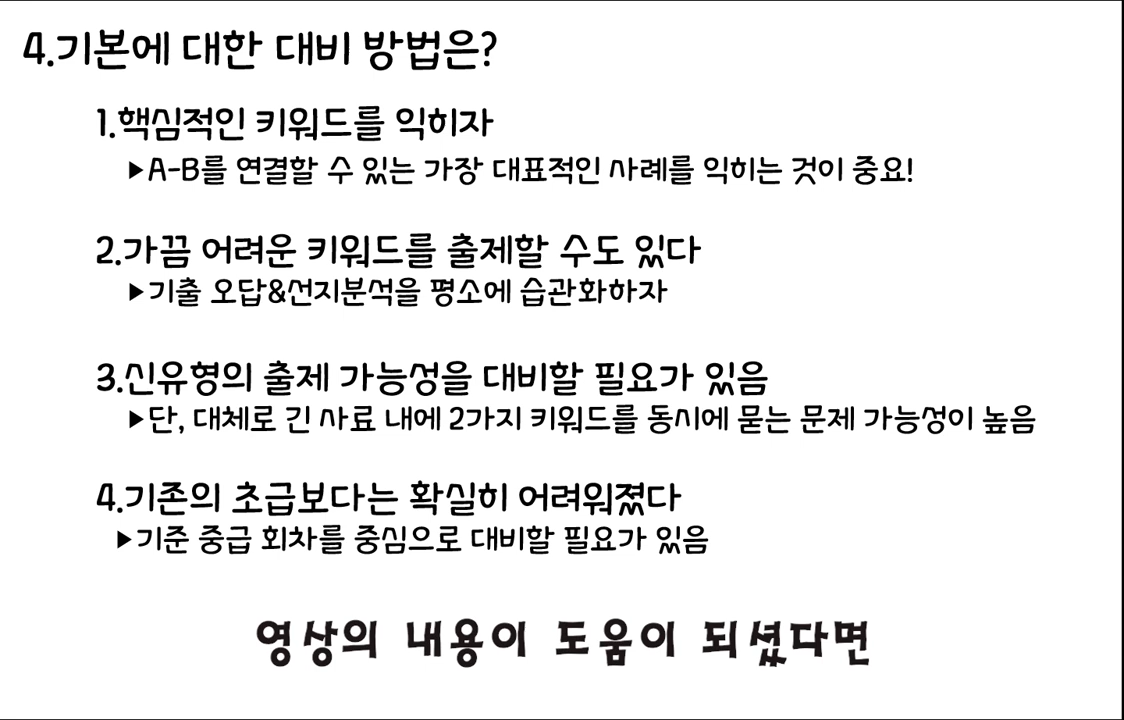 4.기본에 대한 대비 방법은?
1.핵심적인 키워드를 익히자
▶A-B를 연결할 수 있는 가장 대표적인 사례를 익히는 것이 중요!
2.가끔 어려운 키워드를 출제할 수도 있다
▶기출 오답&선지분석을 평소에 습관화하자
3.신유형의 출제 가능성을 대비할 필요가 있음
▶단, 대체로 긴 사료 내에 2가지 키워드를 동시에 묻는 문제 가능성이 높음
4.기존의 초급보다는 확실히 어려워졌다
▶기준 중급 회차를 중심으로 대비할 필요가 있음
영상의 내용이 도움이 되셨다면